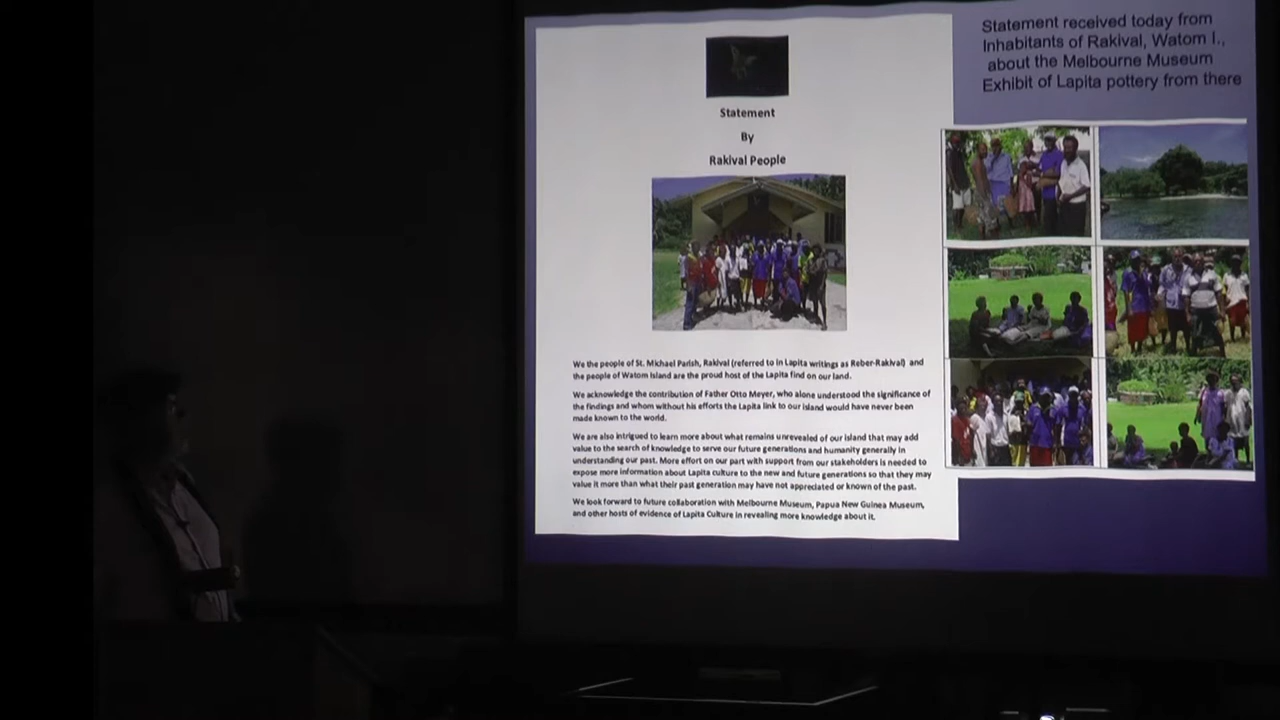 Statement received today from
Inhabitants of Rakival, Watom I.,
about the Melbourne Museum
Exhibit of Lapita pottery from there
Statement
By
Rakival People
We the people of St. Michael Parish, Rakival (referred to in Lapita writings as Reber-Rakival) and
the people of Watom Island are the proud host of the Lapita find on our land.
We acknowledge the contribution of Father Otto Meyer, who alone understood the significance of
the findings and whom without his efforts the Lapita link to our island would have never been
made known to the world.
We are also intrigued to learn more about what remains unrevealed of our island that may add
value to the search of knowledge to serve our future generations and humanity generally in
understanding our past. More effort on our part with support from our stakeholders is needed to
expose more information about Lapita culture to the new and future generations so that they may
value it more than what their past generation may have not appreciated or known of the past.
We look forward to future collaboration with Melbourne Museum, Papua New Guinea Museum,
and other hosts of evidence of Lapita Culture in revealing more knowledge about it.